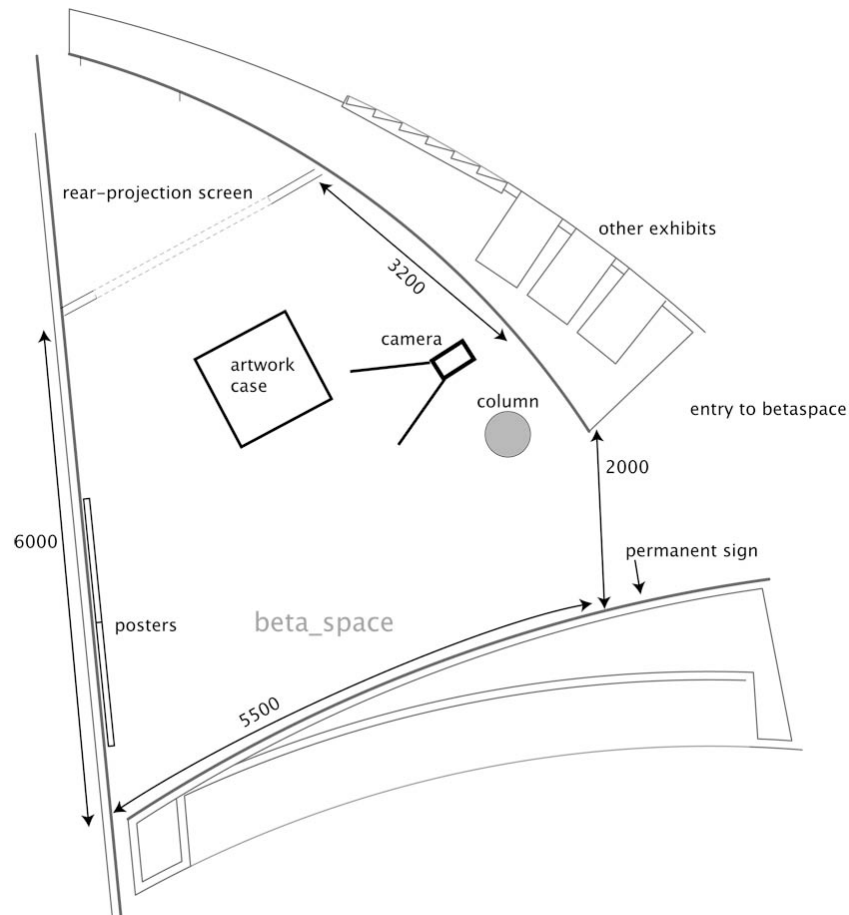 rear-projection screen
other exhibits
3200
camera
artwork
case
column
entry to betaspace
2000
6000
permanent sign
posters
beta_space
5500